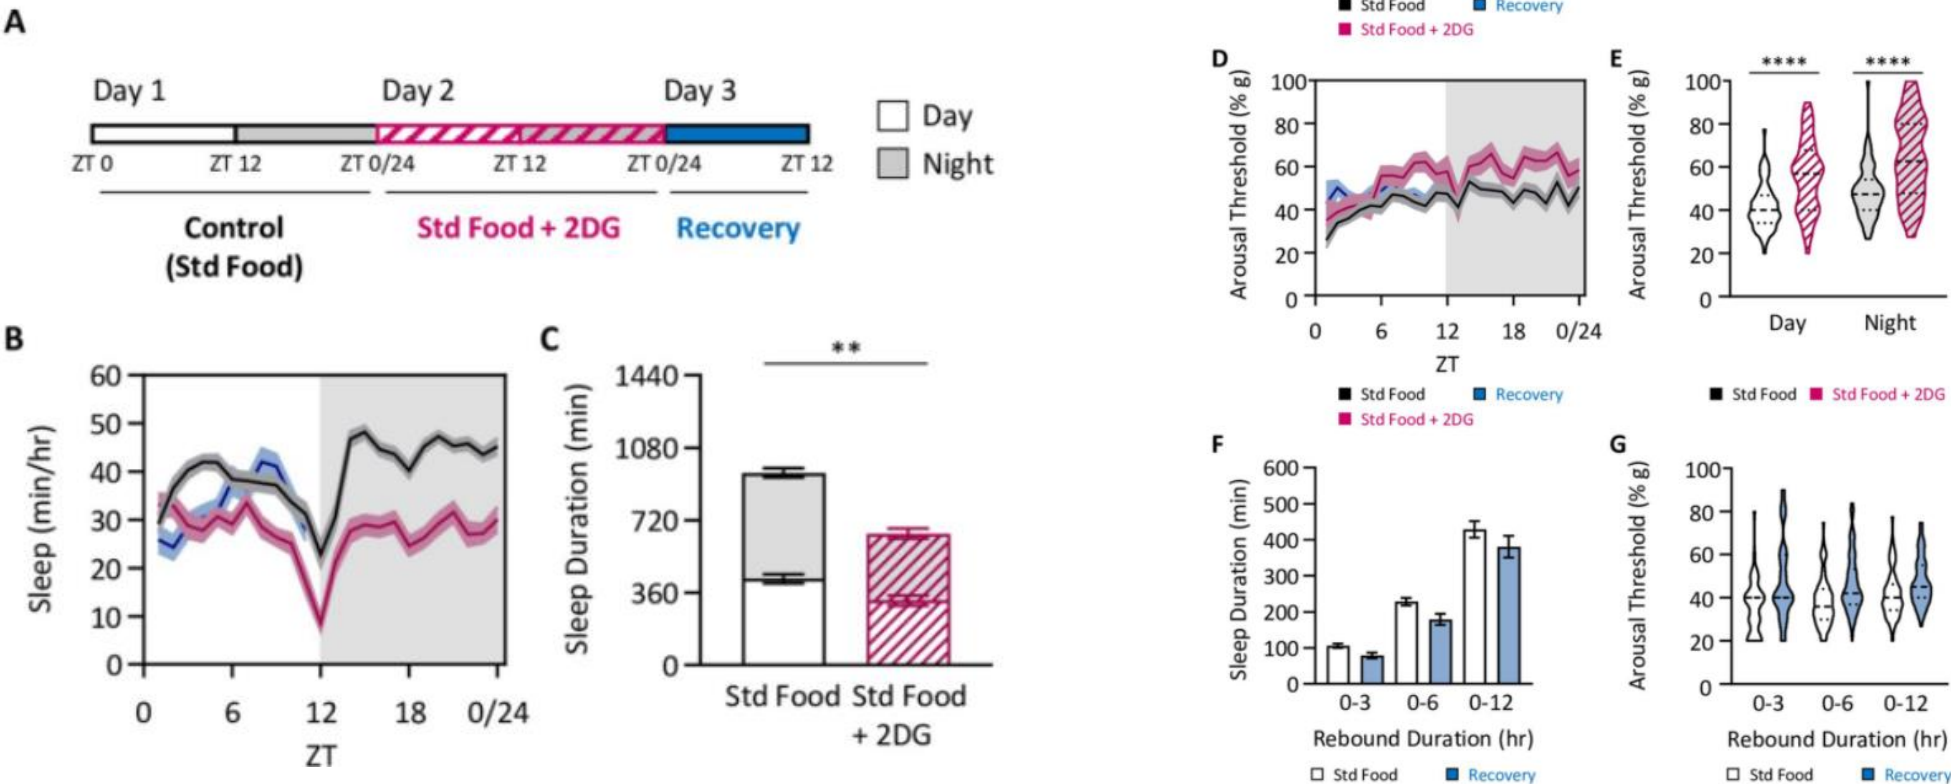 A
Day 1 Day 2 Day 3
Day
Night
ZT 0 ZT 12 ZT 0/24 ZT 12 ZT 0/24 ZT 12
Control
(Std Food)
Std Food + 2DG
Recovery
B
Sleep (min/hr)
60
50
40
30
20
10
0
0 6 12 18 0/24
ZT
C
**
Sleep Duration (min)
1440
1080
720
360
0
Std Food Std Food
+ 2DG
Std Food Recovery
Std Food + 2DG
D
Arousal Threshold (% g)
100
80
60
40
20
0
0 6 12 18 0/24
ZT
Std Food Recovery
Std Food + 2DG
E
**** ****
Arousal Threshold (% g)
100
80
60
40
20
0
Day Night
Std Food Std Food + 2DG
F
Sleep Duration (min)
600
500
400
300
200
100
0
0-3 0-6 0-12
Rebound Duration (hr)
Std Food Recovery
G
Arousal Threshold (% g)
100
80
60
40
20
0
0-3 0-6 0-12
Rebound Duration (hr)
Std Food Recovery